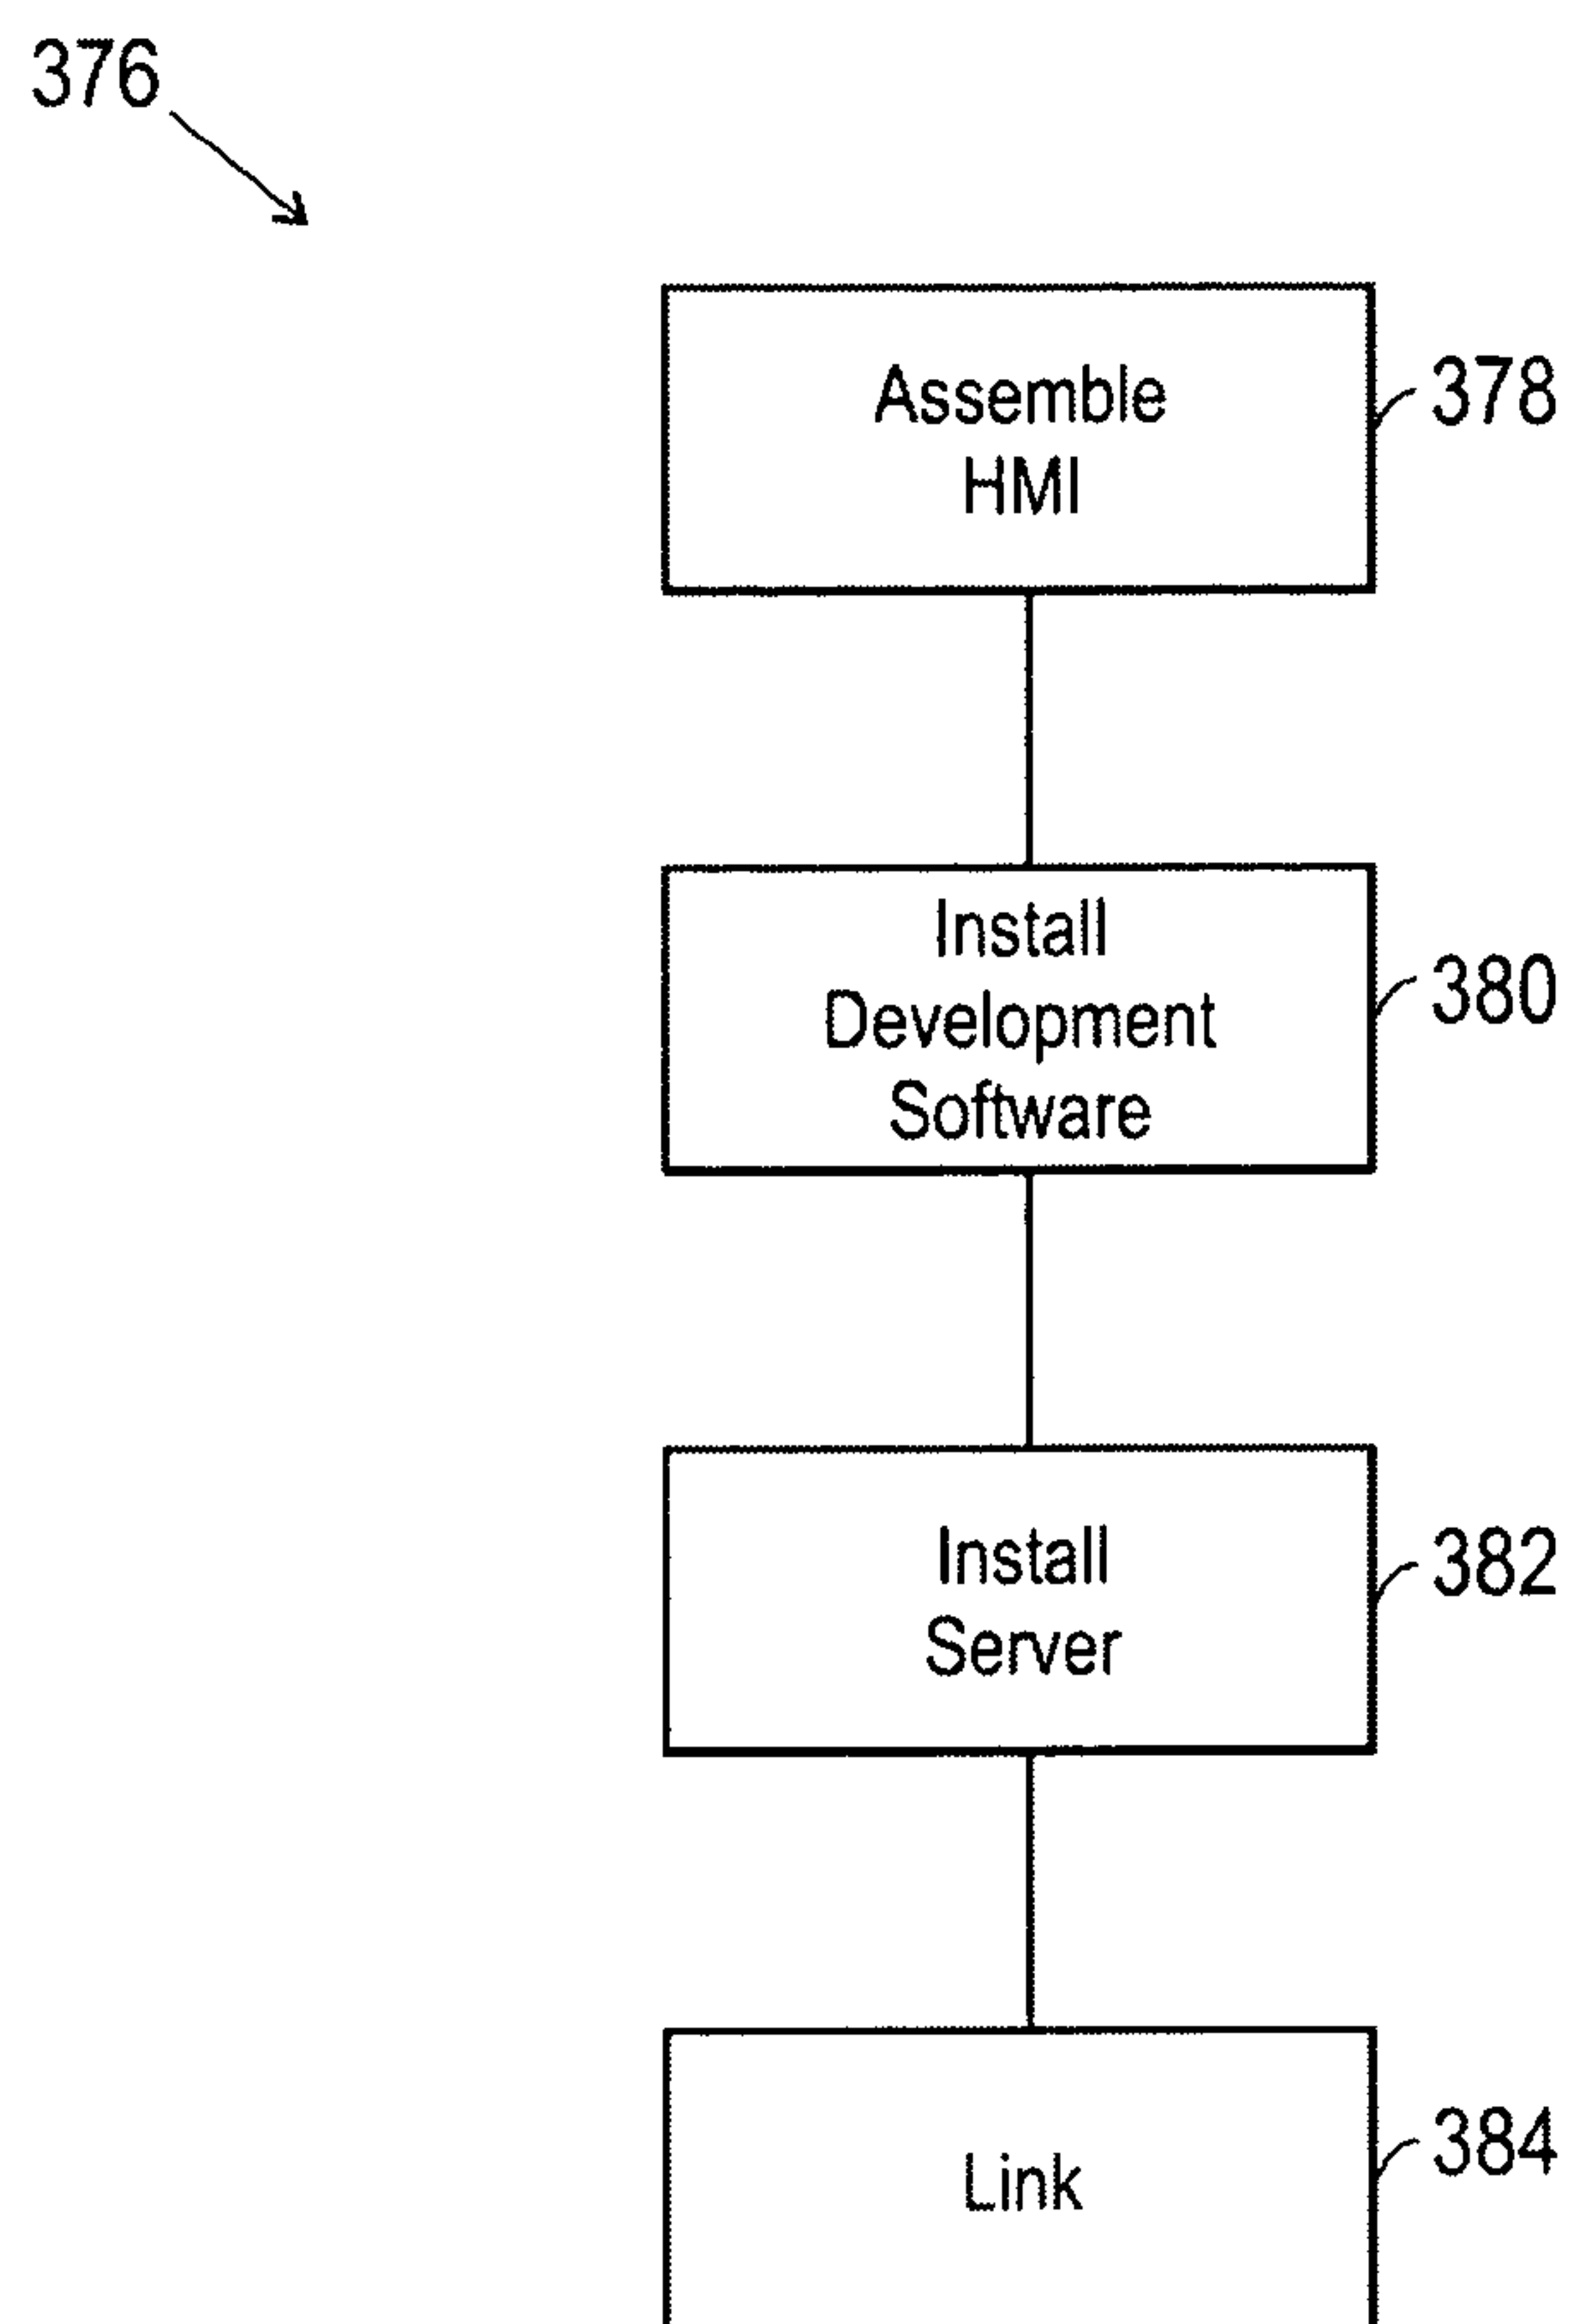 376
Assemble
HMI
378
Install
Development
Software
380
Install
Server
382
Link
384